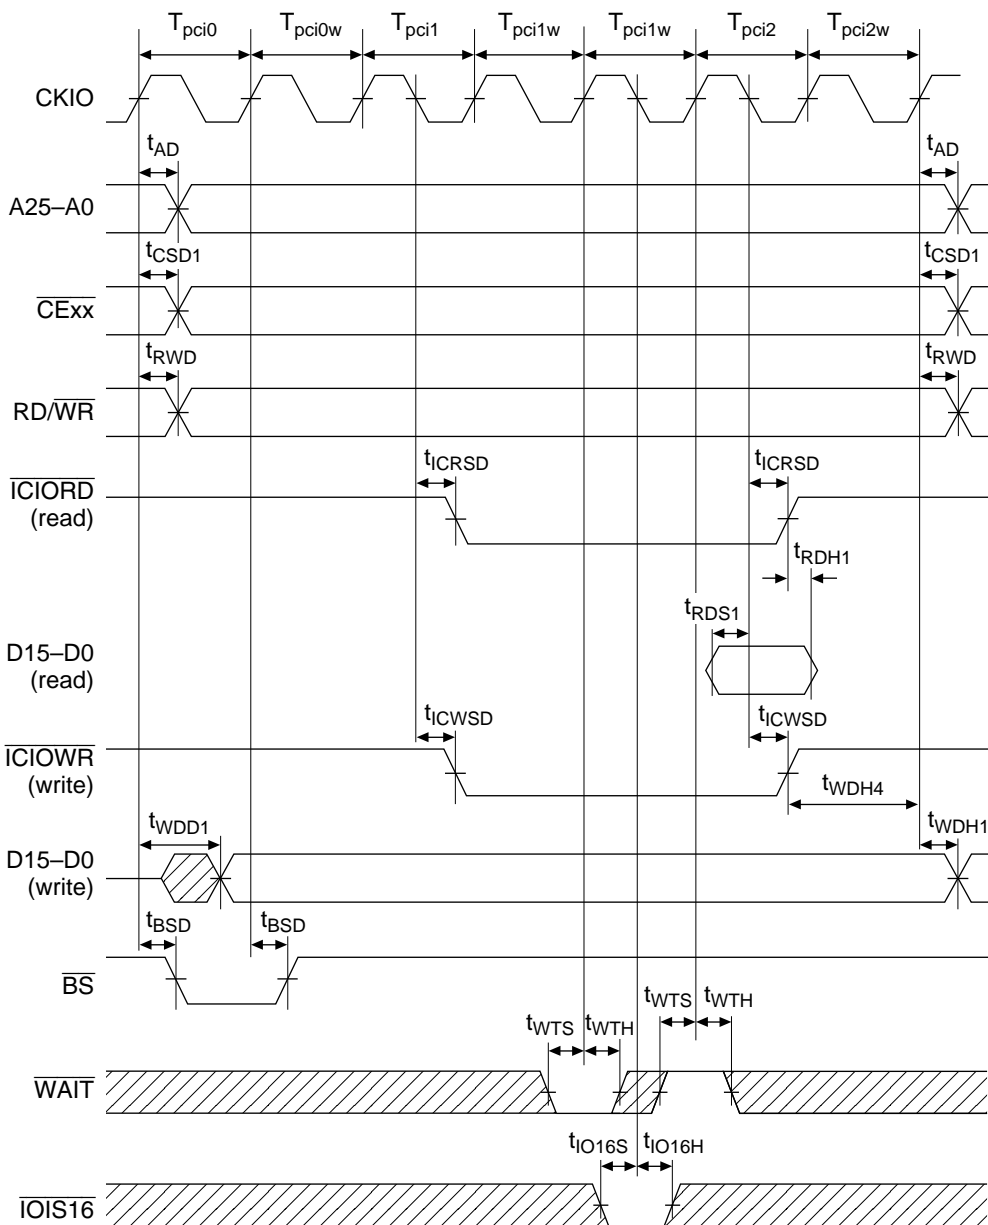 Tpci0 Tpci0w Tpci1 Tpci1w Tpci1w Tpci2 Tpci2w
CKIO
tAD tAD
A25–A0
tCSD1 tCSD1
CExx
tRWD tRWD
RD/WR
tICRSD tICRSD
ICIORD
(read)
tRDH1
tRDS1
D15–D0
(read)
tICWSD tICWSD
ICIOWR
(write)
tWDH4
tWDD1 tWDH1
D15–D0
(write)
tBSD tBSD
BS
tWTS tWTH tWTS tWTH
WAIT
tIO16S tIO16H
IOIS16